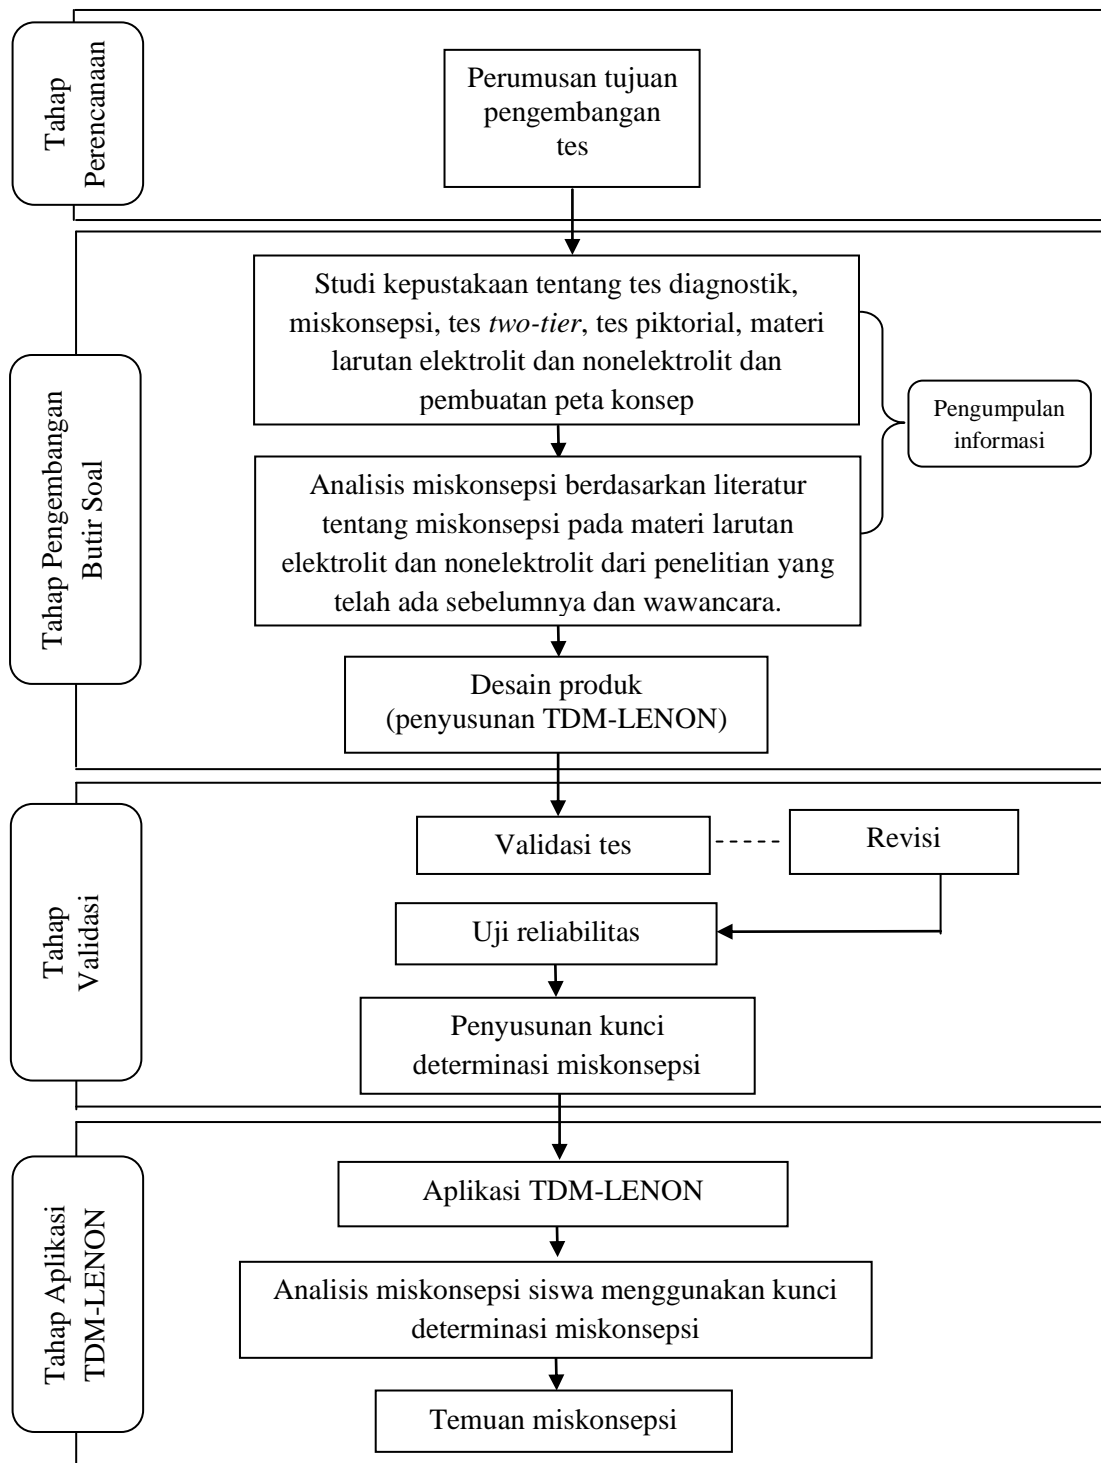 Tahap
Perencanaan
Perumusan tujuan
pengembangan
tes
Tahap Pengembangan
Butir Soal
Studi kepustakaan tentang tes diagnostik,
miskonsepsi, tes two-tier, tes piktorial, materi
larutan elektrolit dan nonelektrolit dan
pembuatan peta konsep
Pengumpulan
informasi
Analisis miskonsepsi berdasarkan literatur
tentang miskonsepsi pada materi larutan
elektrolit dan nonelektrolit dari penelitian yang
telah ada sebelumnya dan wawancara.
Desain produk
(penyusunan TDM-LENON)
Tahap
Validasi
Validasi tes
Revisi
Uji reliabilitas
Penyusunan kunci
determinasi miskonsepsi
Tahap Aplikasi
TDM-LENON
Aplikasi TDM-LENON
Analisis miskonsepsi siswa menggunakan kunci
determinasi miskonsepsi
Temuan miskonsepsi